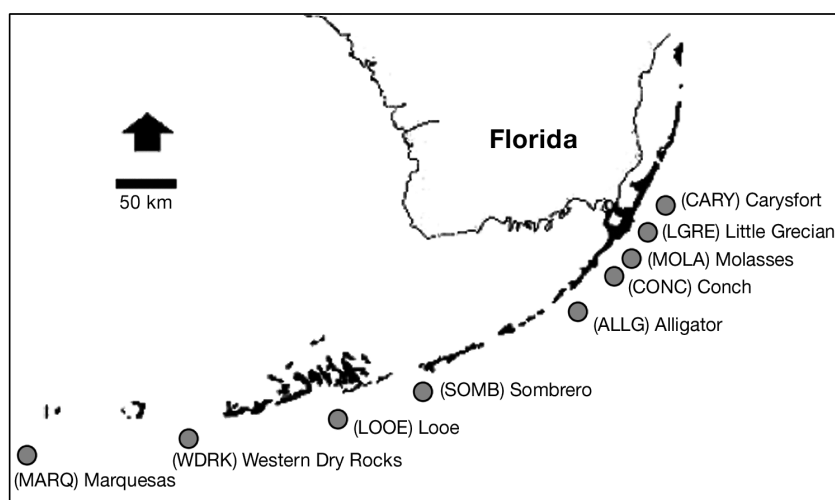 Florida
50 km
(CARY) Carysfort
(LGRE) Little Grecian
(MOLA) Molasses
(CONC) Conch
(ALLG) Alligator
(SOMB) Sombrero
(LOOE) Looe
(WDRK) Western Dry Rocks
(MARQ) Marquesas